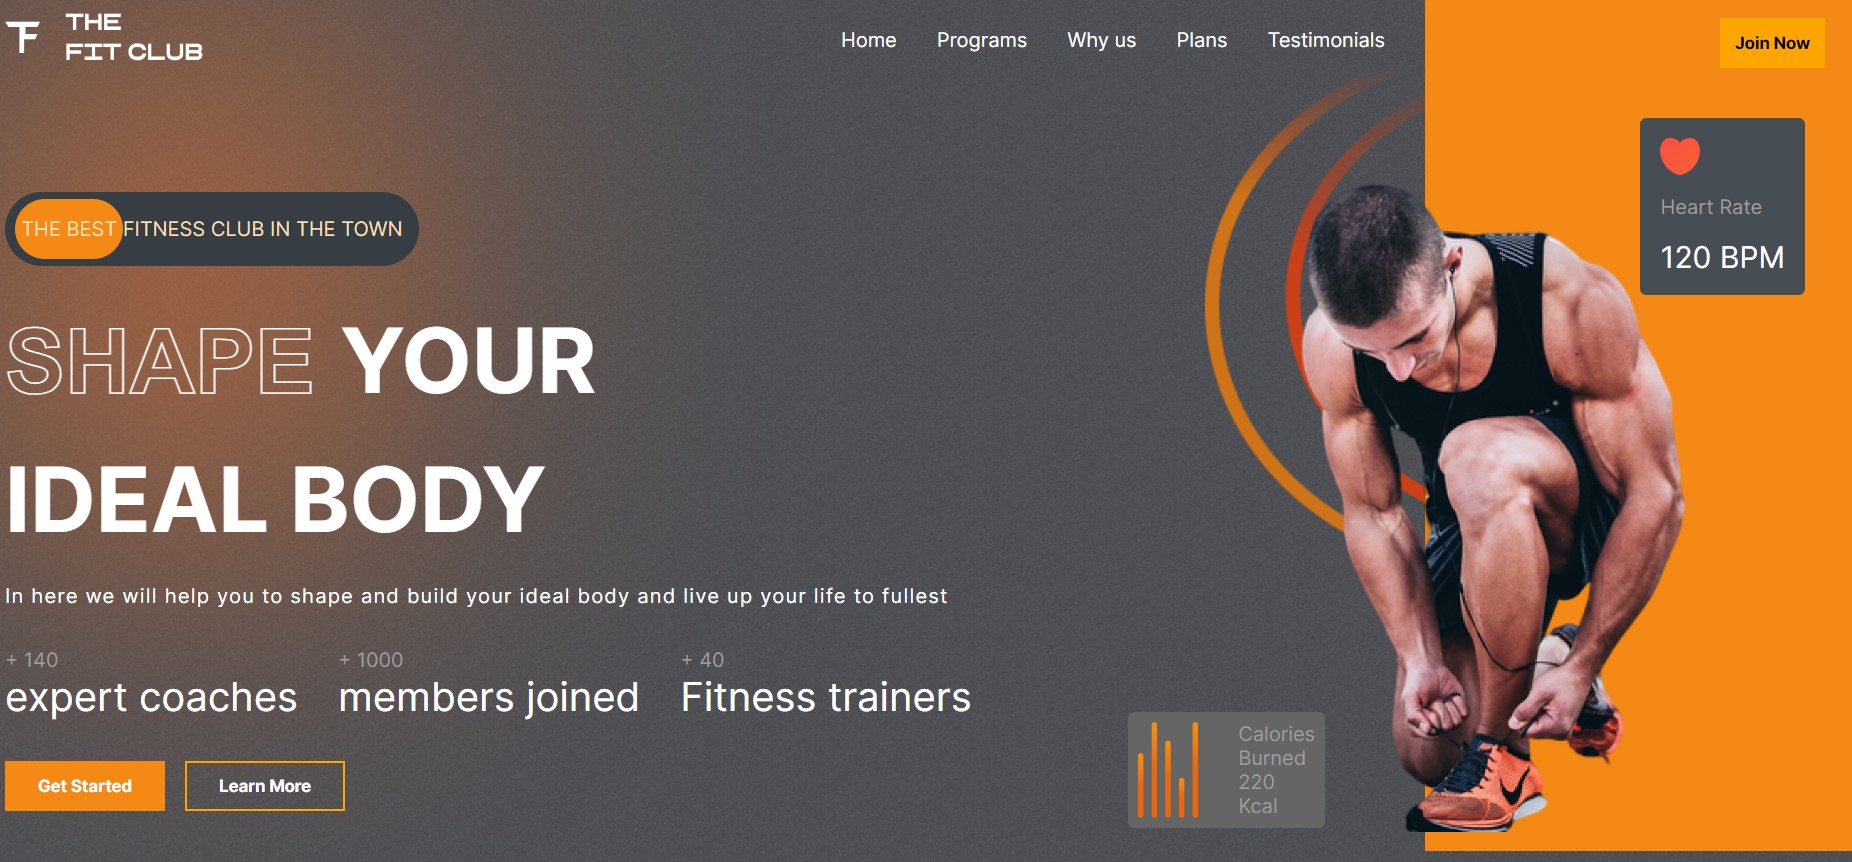 THE
FIT CLUB
Home Programs Why us Plans Testimonials
Join Now
THE BEST FITNESS CLUB IN THE TOWN
Heart Rate
120 BPM
SHAPE YOUR
IDEAL BODY
In here we will help you to shape and build your ideal body and live up your life to fullest
+ 140
expert coaches
+ 1000
members joined
+ 40
Fitness trainers
Calories
Burned
220
Kcal
Get Started
Learn More